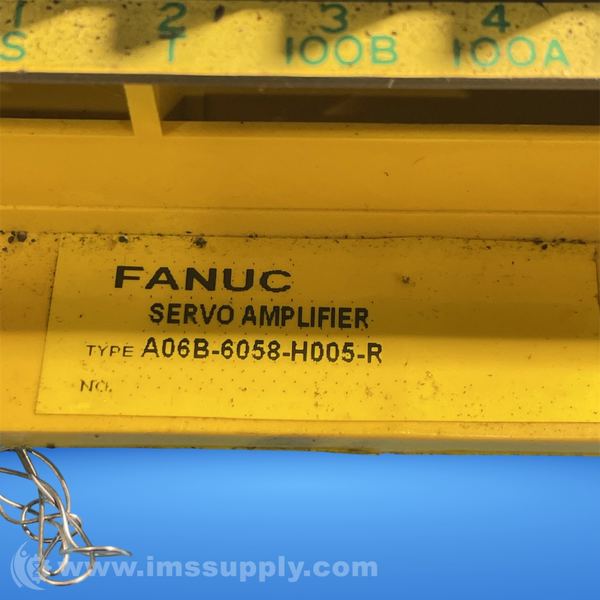 1 2 3 4
S T 100B 100A
FANUC
SERVO AMPLIFIER
TYPE A06B-6058-H005-R
NO.
www.imssupply.com